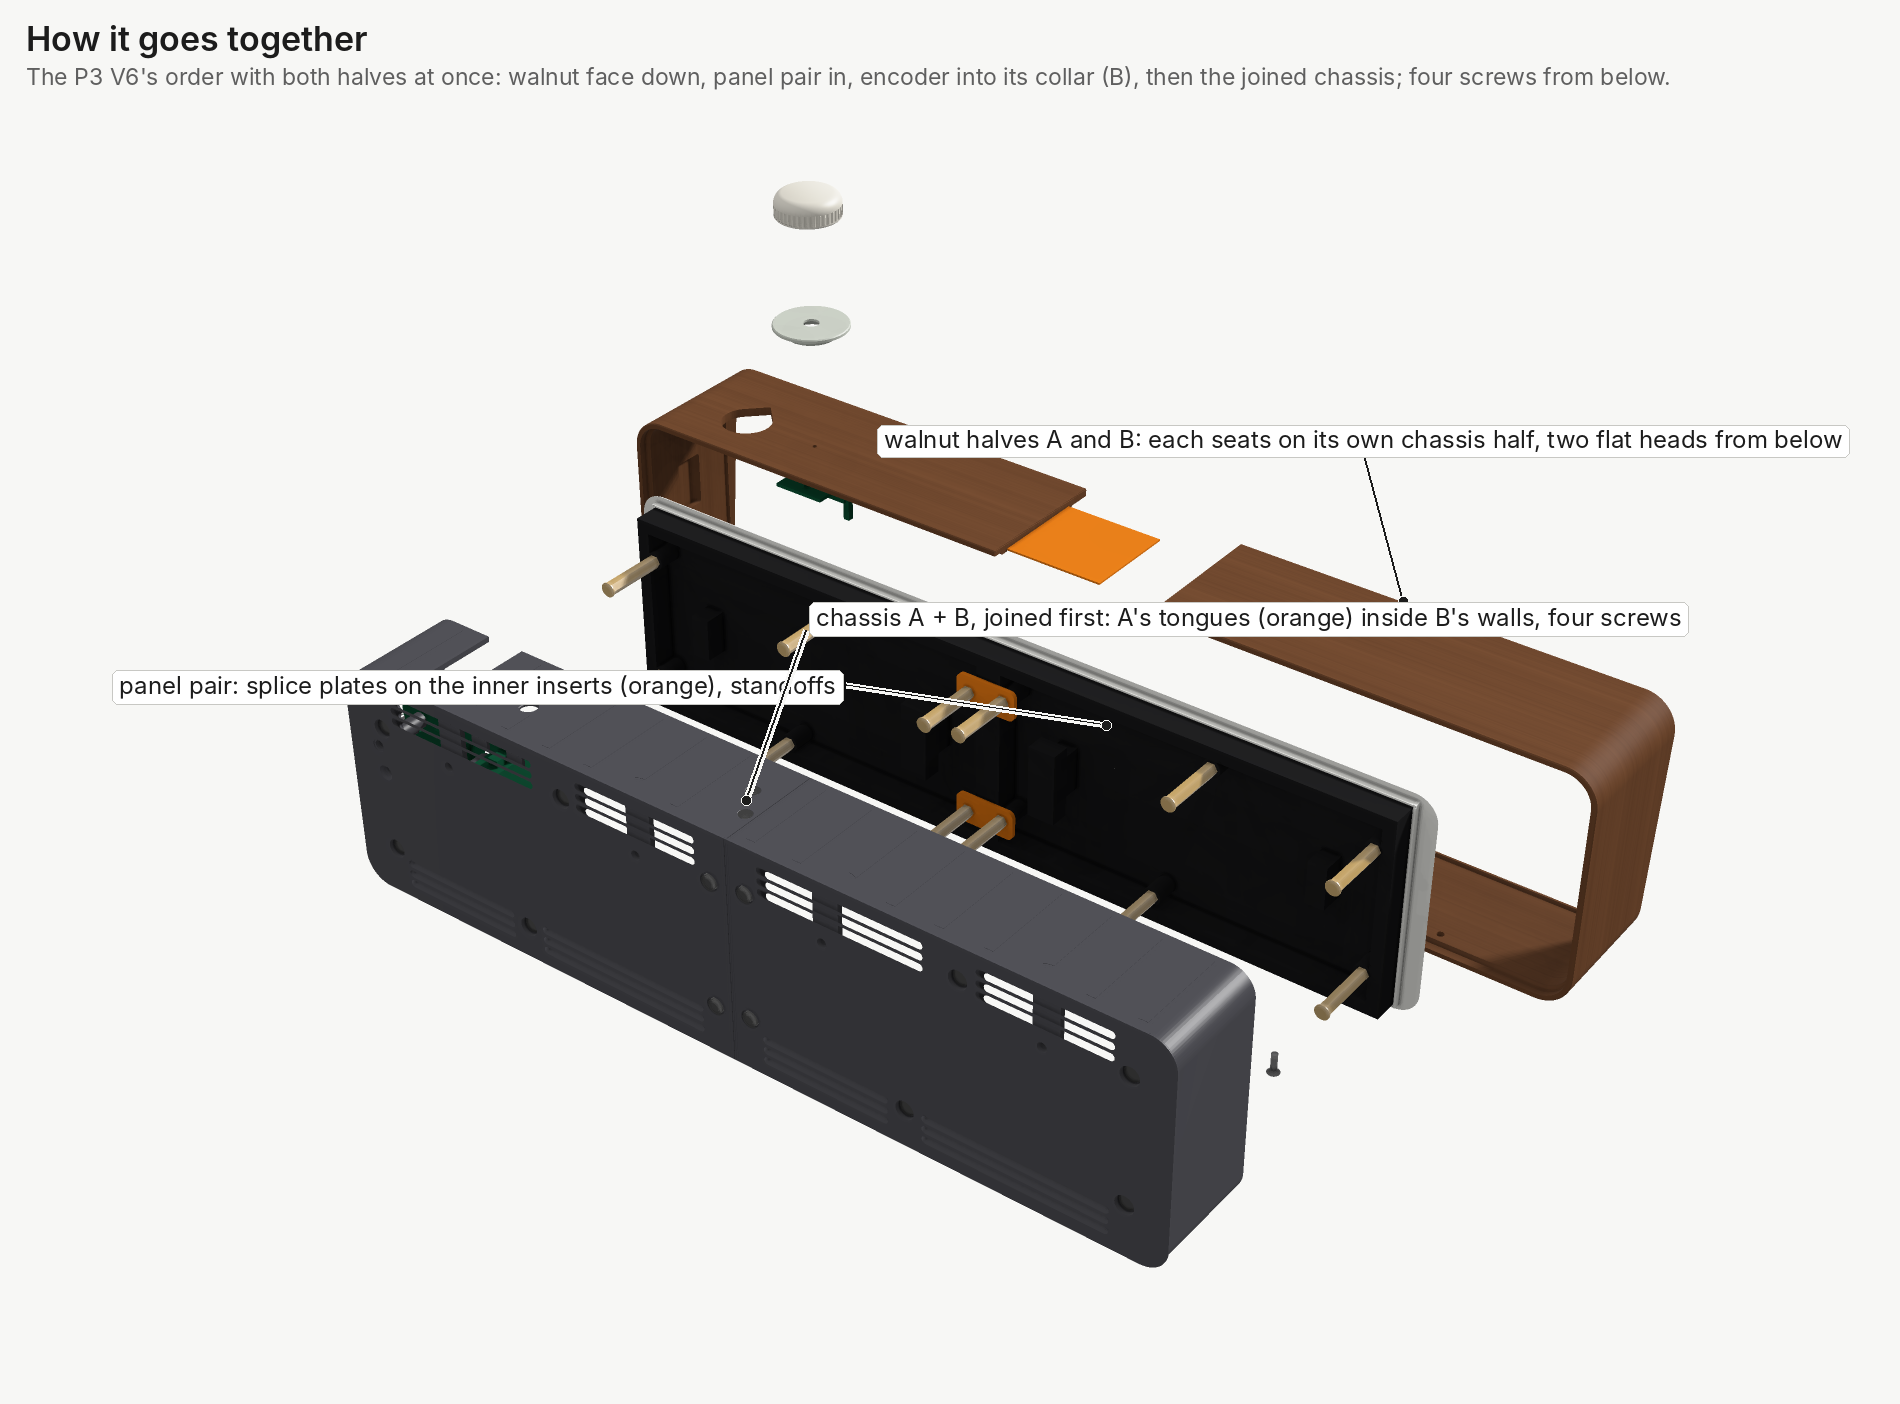 How it goes together
The P3 V6's order with both halves at once: walnut face down, panel pair in, encoder into its collar (B), then the joined chassis; four screws from below.
walnut halves A and B: each seats on its own chassis half, two flat heads from below
chassis A + B, joined first: A's tongues (orange) inside B's walls, four screws
panel pair: splice plates on the inner inserts (orange), standoffs